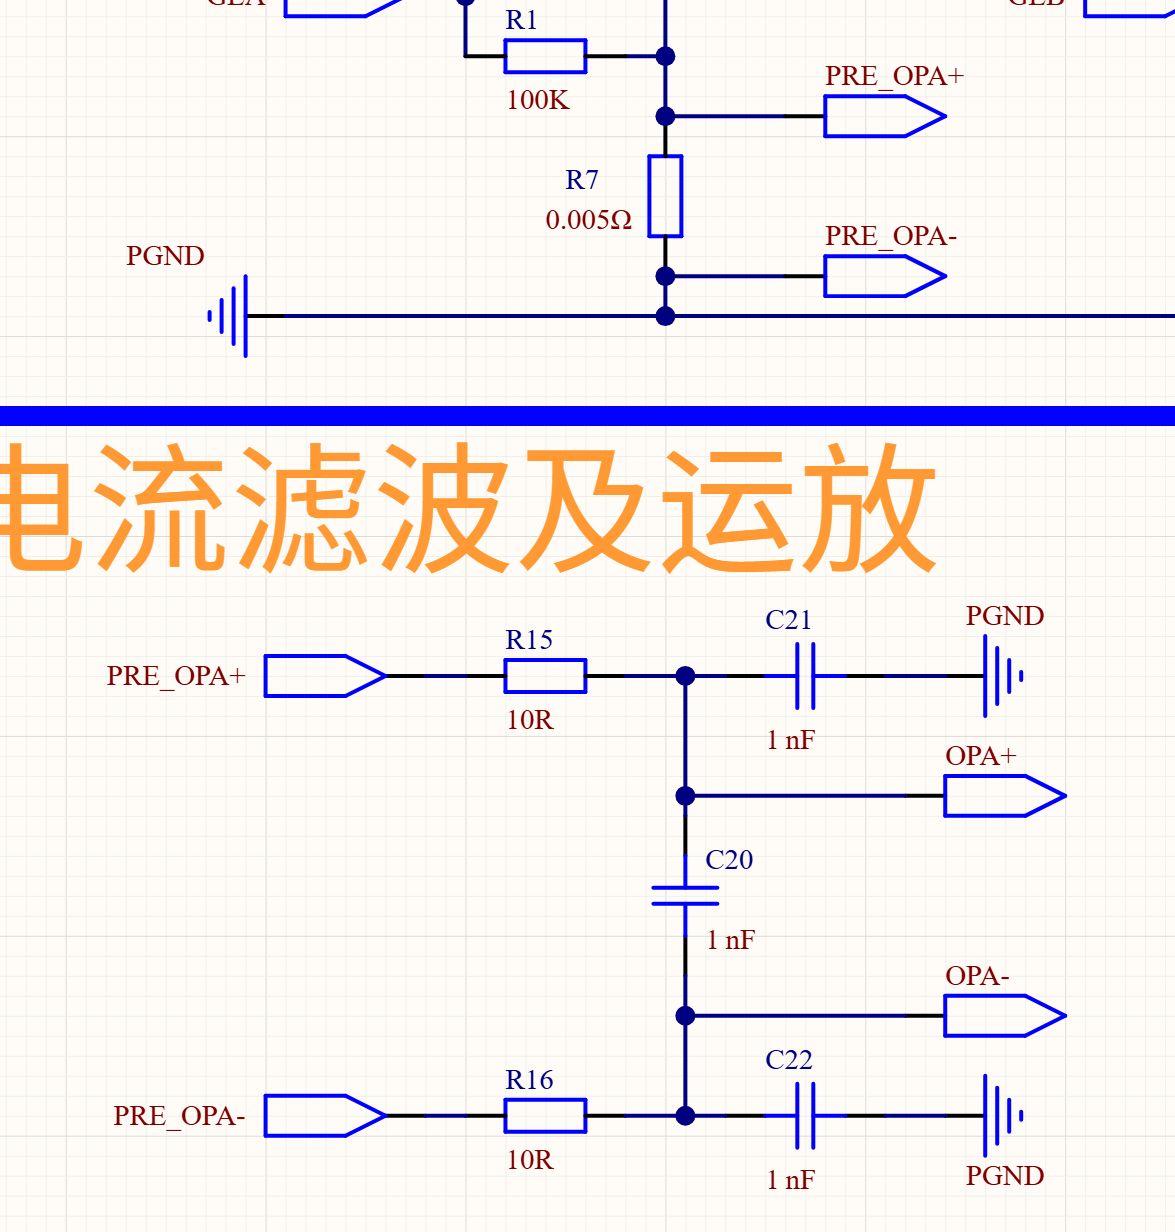 R1
100K
PRE_OPA+
R7
0.005Ω
PRE_OPA-
PGND
电流滤波及运放
C21
PGND
R15
PRE_OPA+
10R
1 nF
OPA+
C20
1 nF
OPA-
C22
R16
PRE_OPA-
10R
1 nF
PGND